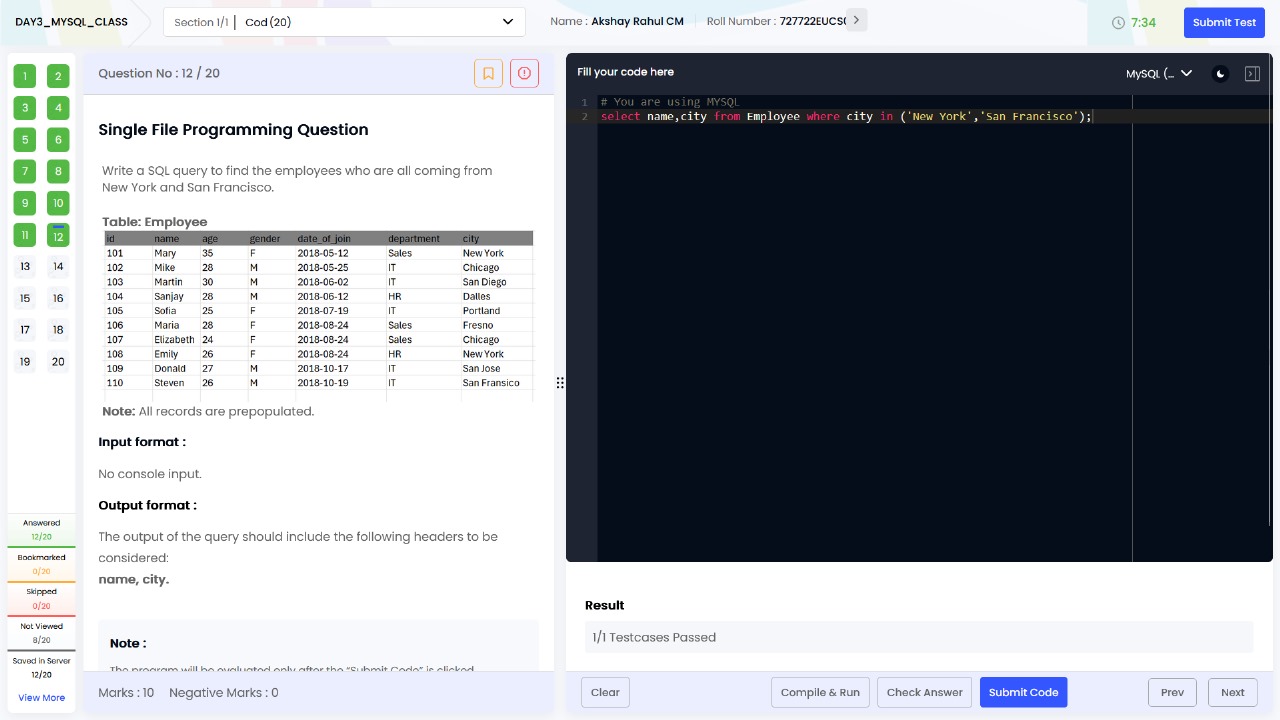 DAY3_MYSQL_CLASS
Section 1/1 | Cod (20)
Name : Akshay Rahul CM
Roll Number : 727722EUCS
7:34
Submit Test
1 2
3 4
5 6
7 8
9 10
11 12
13 14
15 16
17 18
19 20
Answered
12/20
Bookmarked
0/20
Skipped
0/20
Not Viewed
8/20
Saved in Server
12/20
View More
Question No : 12 / 20
Single File Programming Question
Write a SQL query to find the employees who are all coming from
New York and San Francisco.
Table: Employee
id name age gender date_of_join department city
101 Mary 35 F 2018-05-12 Sales New York
102 Mike 28 M 2018-05-25 IT Chicago
103 Martin 30 M 2018-06-02 IT San Diego
104 Sanjay 28 M 2018-06-12 HR Dalles
105 Sofia 25 F 2018-07-19 IT Portland
106 Maria 28 F 2018-08-24 Sales Fresno
107 Elizabeth 24 F 2018-08-24 Sales Chicago
108 Emily 26 F 2018-08-24 HR New York
109 Donald 27 M 2018-10-17 IT San Jose
110 Steven 26 M 2018-10-19 IT San Fransico
Note: All records are prepopulated.
Input format :
No console input.
Output format :
The output of the query should include the following headers to be
considered:
name, city.
Note :
The program will be evaluated only after the "Submit Code" is clicked
Marks : 10 Negative Marks : 0
Fill your code here
MySQL (...
1 # You are using MYSQL
2 select name,city from Employee where city in ('New York','San Francisco');
Result
1/1 Testcases Passed
Clear
Compile & Run
Check Answer
Submit Code
Prev
Next